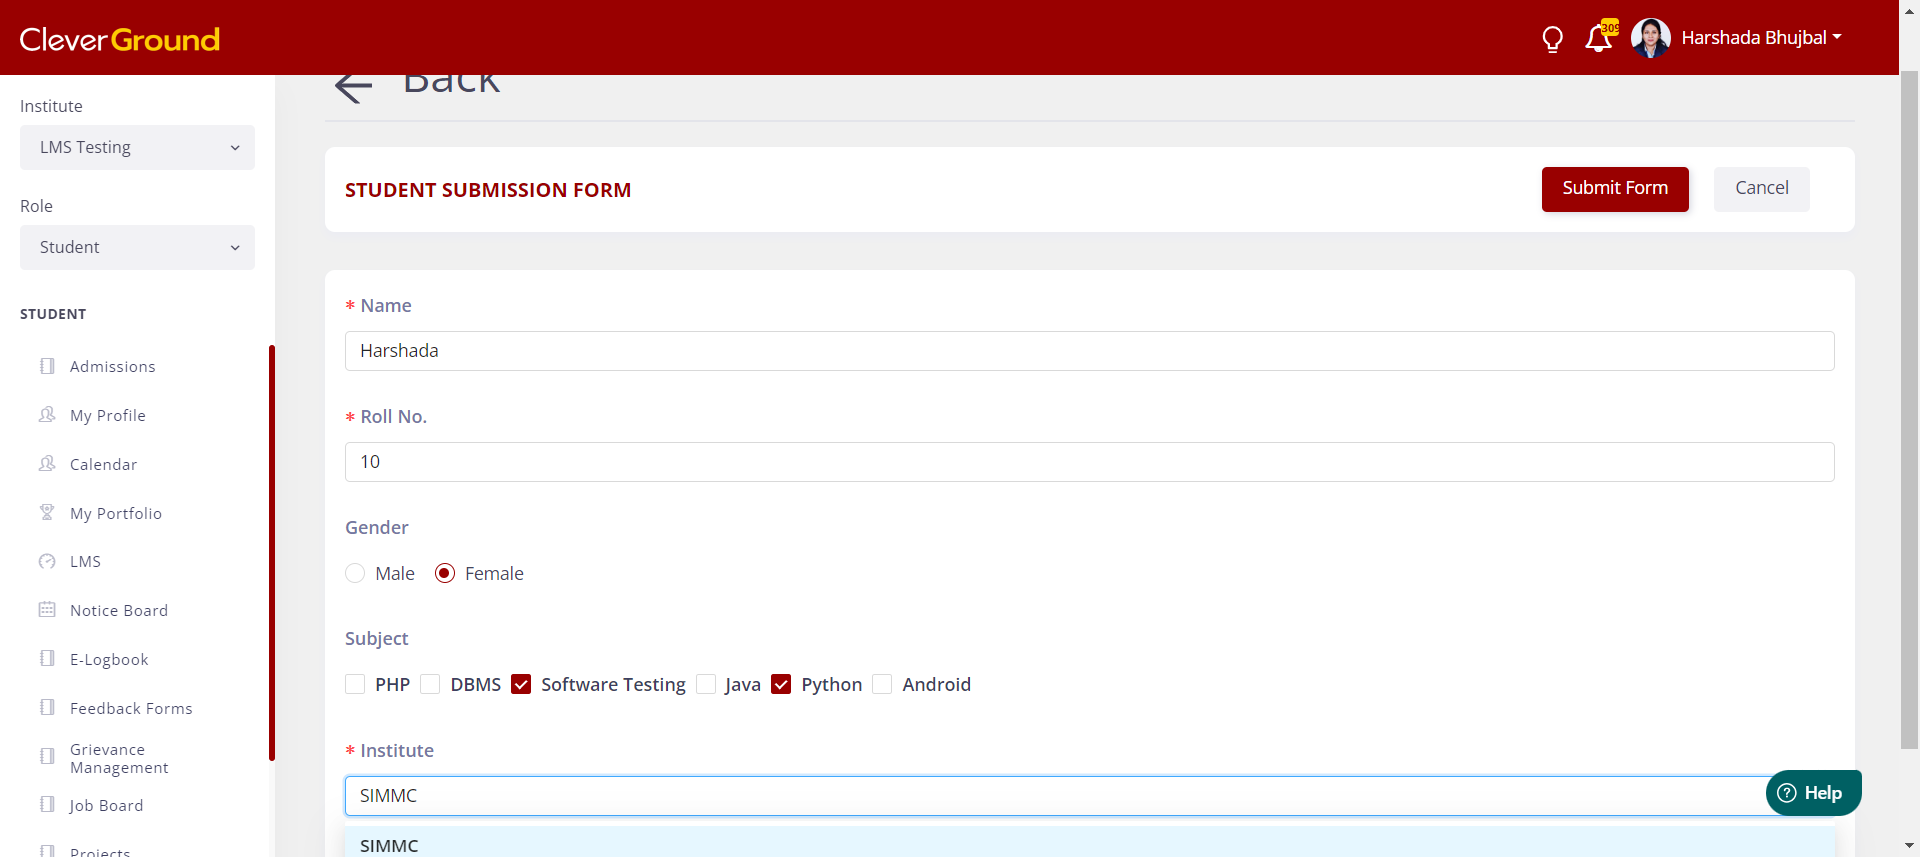 CleverGround
309
Harshada Bhujbal
Back
Institute
LMS Testing
Role
Student
STUDENT
Admissions
My Profile
Calendar
My Portfolio
LMS
Notice Board
E-Logbook
Feedback Forms
Grievance
Management
Job Board
Projects
STUDENT SUBMISSION FORM
Submit Form
Cancel
* Name
Harshada
* Roll No.
10
Gender
Male Female
Subject
PHP DBMS Software Testing Java Python Android
* Institute
SIMMC
SIMMC
? Help